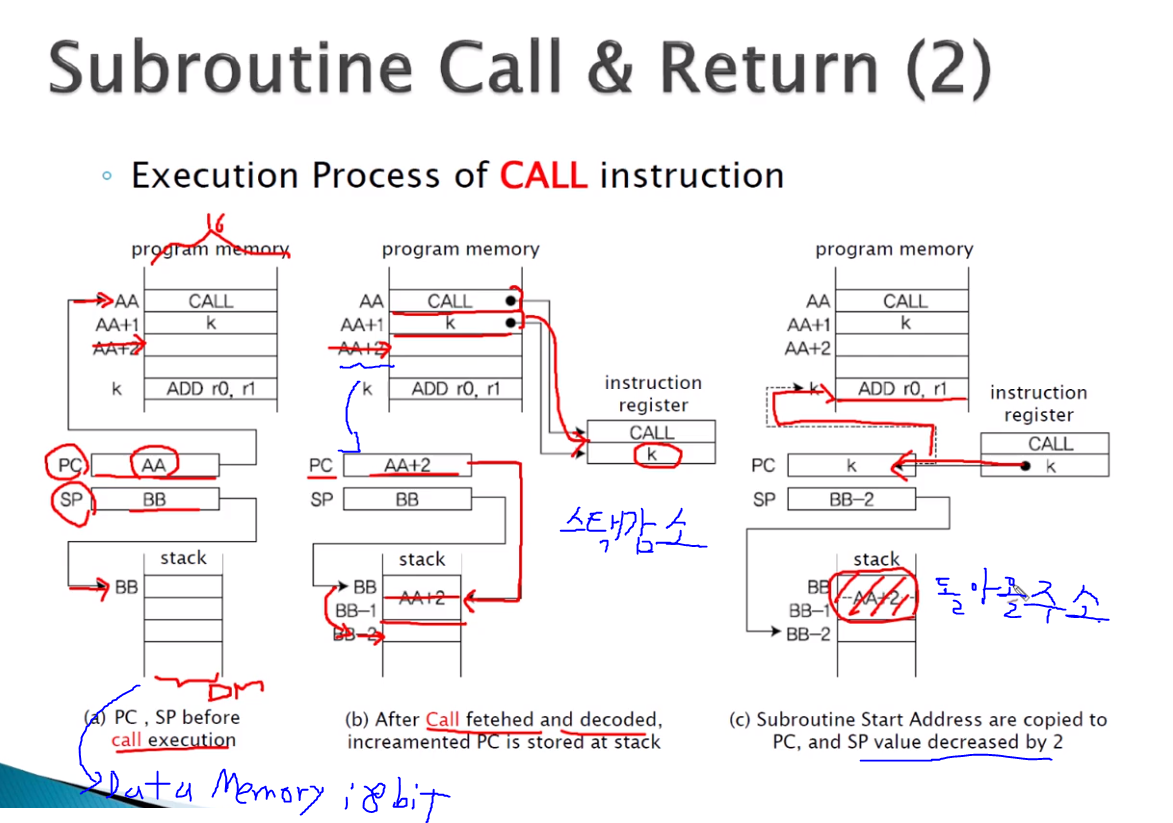 Subroutine Call & Return (2)
Execution Process of CALL instruction
16
program memory
AA CALL
AA+1 k
AA+2
k ADD r0, r1
PC AA
SP BB
stack
BB
DM
(a) PC , SP before
call execution
Data Memory 8bit
program memory
AA CALL
AA+1 k
AA+2
k ADD r0, r1
instruction
register
CALL
k
PC AA+2
SP BB
스택감소
stack
BB
AA+2
BB-1
BB-2
(b) After Call fetehed and decoded,
increamented PC is stored at stack
program memory
AA CALL
AA+1 k
AA+2
k ADD r0, r1
instruction
register
CALL
k
PC k
SP BB-2
stack
BB
AA+2
BB-1
BB-2
돌아올주소
(c) Subroutine Start Address are copied to
PC, and SP value decreased by 2